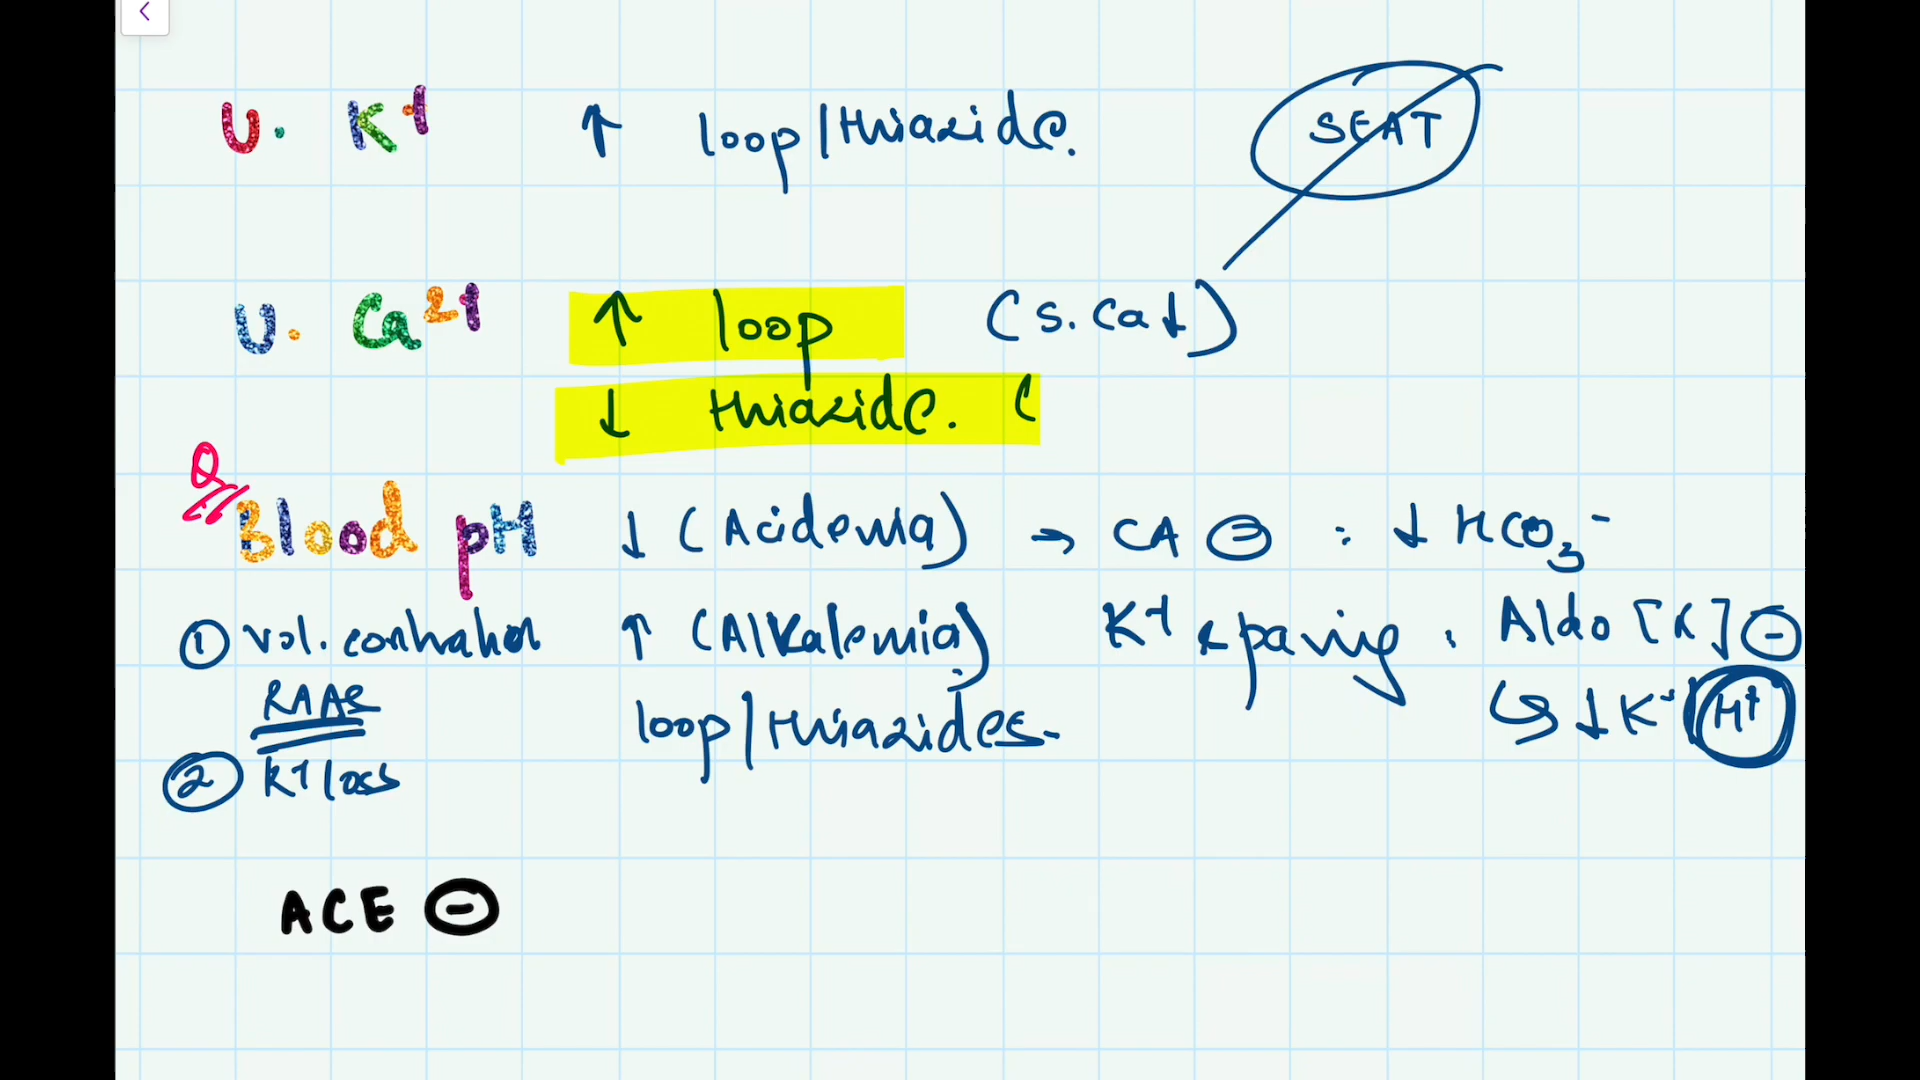 U. K+ ↑ loop/thiazide. SEAT
U. Ca2+ ↑ loop (S. Ca↓)
↓ thiazide. (
Q
Blood pH ↓ (Acidemia) → CA ⊖ : ↓ HCO3-
① vol. contraction ↑ (Alkalemia) K+ sparing : Aldo [R] ⊖
RAAS loop/thiazides. ↳ ↓ K+ (H+)
② K+ loss
ACE ⊖